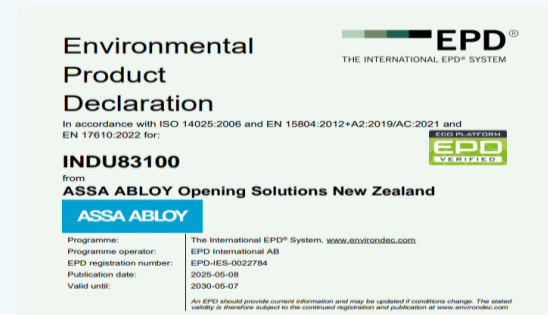 Environmental
Product
Declaration
EPD®
THE INTERNATIONAL EPD® SYSTEM
In accordance with ISO 14025:2006 and EN 15804:2012+A2:2019/AC:2021 and
EN 17610:2022 for:
ECO PLATFORM
EPD
VERIFIED
INDU83100
from
ASSA ABLOY Opening Solutions New Zealand
ASSA ABLOY
Programme: The International EPD® System, www.environdec.com
Programme operator: EPD International AB
EPD registration number: EPD-IES-0022784
Publication date: 2025-05-08
Valid until: 2030-05-07
An EPD should provide current information and may be updated if conditions change. The stated
validity is therefore subject to the continued registration and publication at www.environdec.com